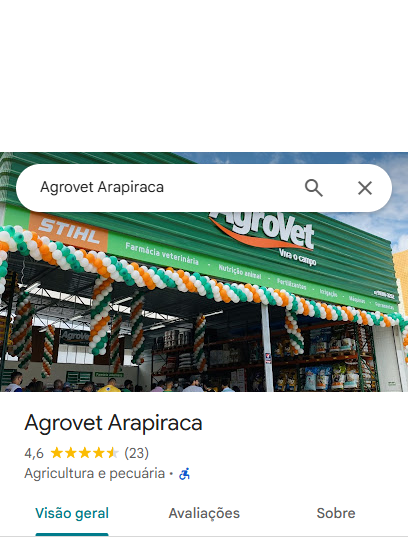 Agrovet Arapiraca
AgroVet
Viva o campo
STIHL
Farmácia veterinária - Nutrição animal - Fertilizantes - Irrigação - Máquinas
Agrovet Arapiraca
4,6 (23)
Agricultura e pecuária ·
Visão geral
Avaliações
Sobre